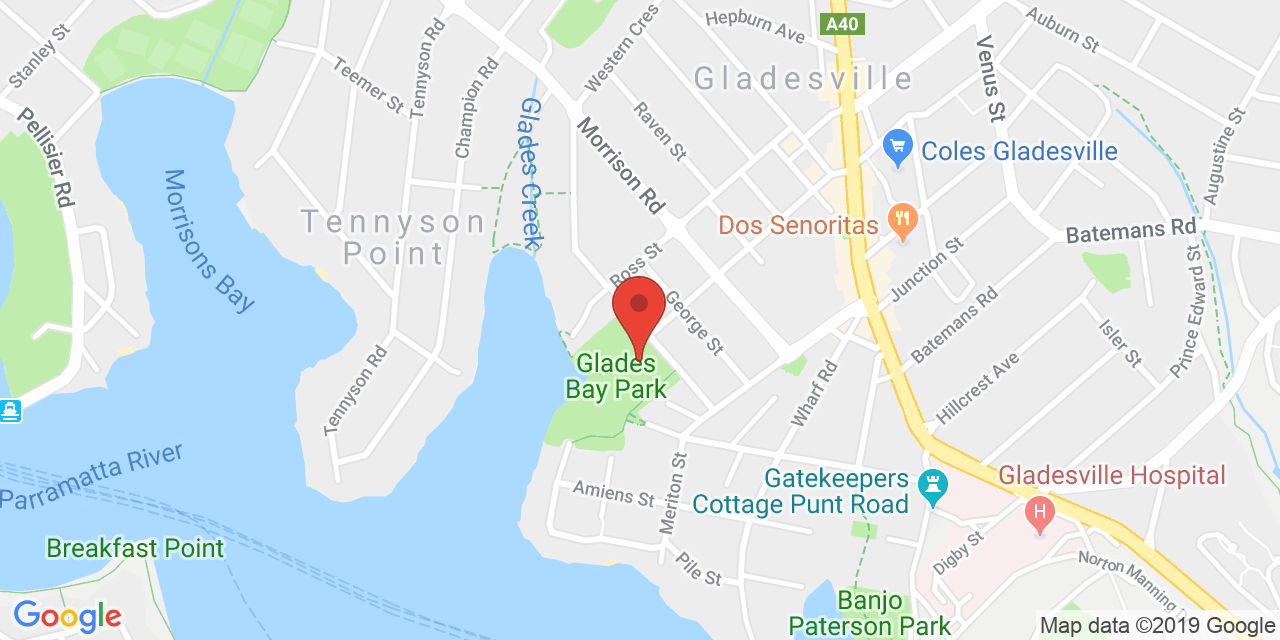 Stanley St
Hepburn Ave
A40
Auburn St
Western Cres
Tennyson Rd
Venus St
Gladesville
Teemer St
Champion Rd
Raven St
Pellisier Rd
Glades Creek
Morrison Rd
Coles Gladesville
Augustine St
Morrisons Bay
Tennyson
Point
Dos Senoritas
Batemans Rd
Ross St
Junction St
George St
Prince Edward St
Batemans Rd
Isler St
Glades
Bay Park
Tennyson Rd
Wharf Rd
Hillcrest Ave
Parramatta River
Meriton St
Gatekeepers
Cottage Punt Road
Gladesville Hospital
H
Amiens St
Breakfast Point
Pile St
Digby St
Norton Manning
Banjo
Paterson Park
Google
Map data ©2019 Google